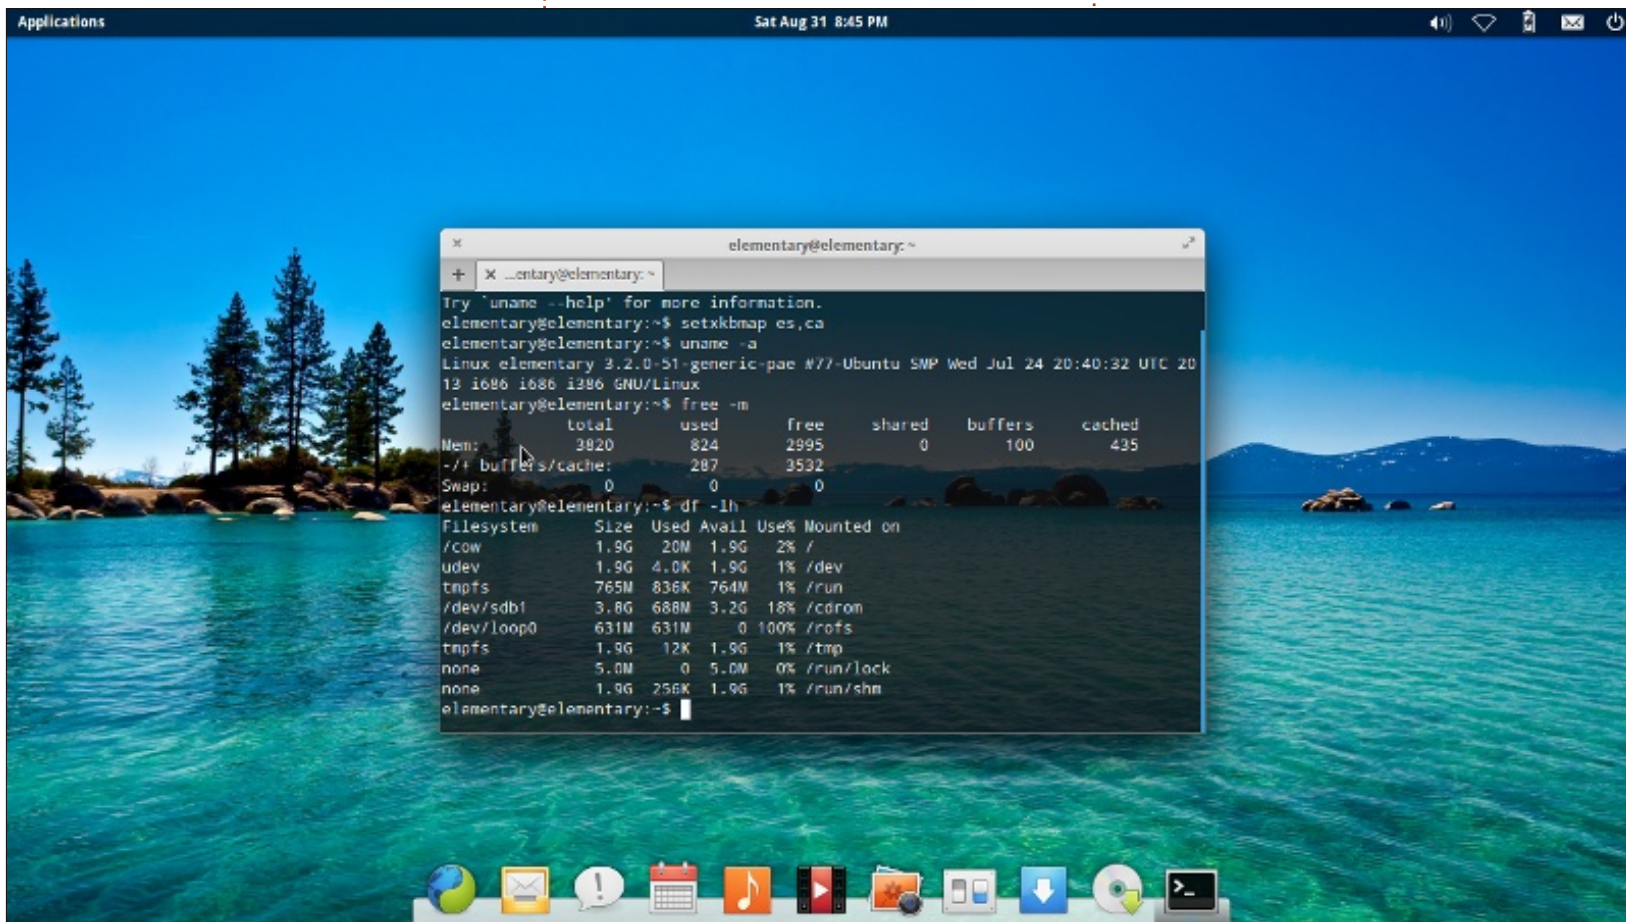 Applications
Sat Aug 31 8:45 PM
elementary@elementary: ~
...entary@elementary: ~
Try `uname --help' for more information.
elementary@elementary:~$ setxkbmap es,ca
elementary@elementary:~$ uname -a
Linux elementary 3.2.0-51-generic-pae #77-Ubuntu SMP Wed Jul 24 20:40:32 UTC 20
13 i686 i686 i386 GNU/Linux
elementary@elementary:~$ free -m
total used free shared buffers cached
Mem: 3820 824 2995 0 100 435
-/+ buffers/cache: 287 3532
Swap: 0 0 0
elementary@elementary:~$ df -lh
Filesystem Size Used Avail Use% Mounted on
/cow 1.9G 20M 1.9G 2% /
udev 1.9G 4.0K 1.9G 1% /dev
tmpfs 765M 836K 764M 1% /run
/dev/sdb1 3.8G 688M 3.2G 18% /cdrom
/dev/loop0 631M 631M 0 100% /rofs
tmpfs 1.9G 12K 1.9G 1% /tmp
none 5.0M 0 5.0M 0% /run/lock
none 1.9G 256K 1.9G 1% /run/shm
elementary@elementary:~$